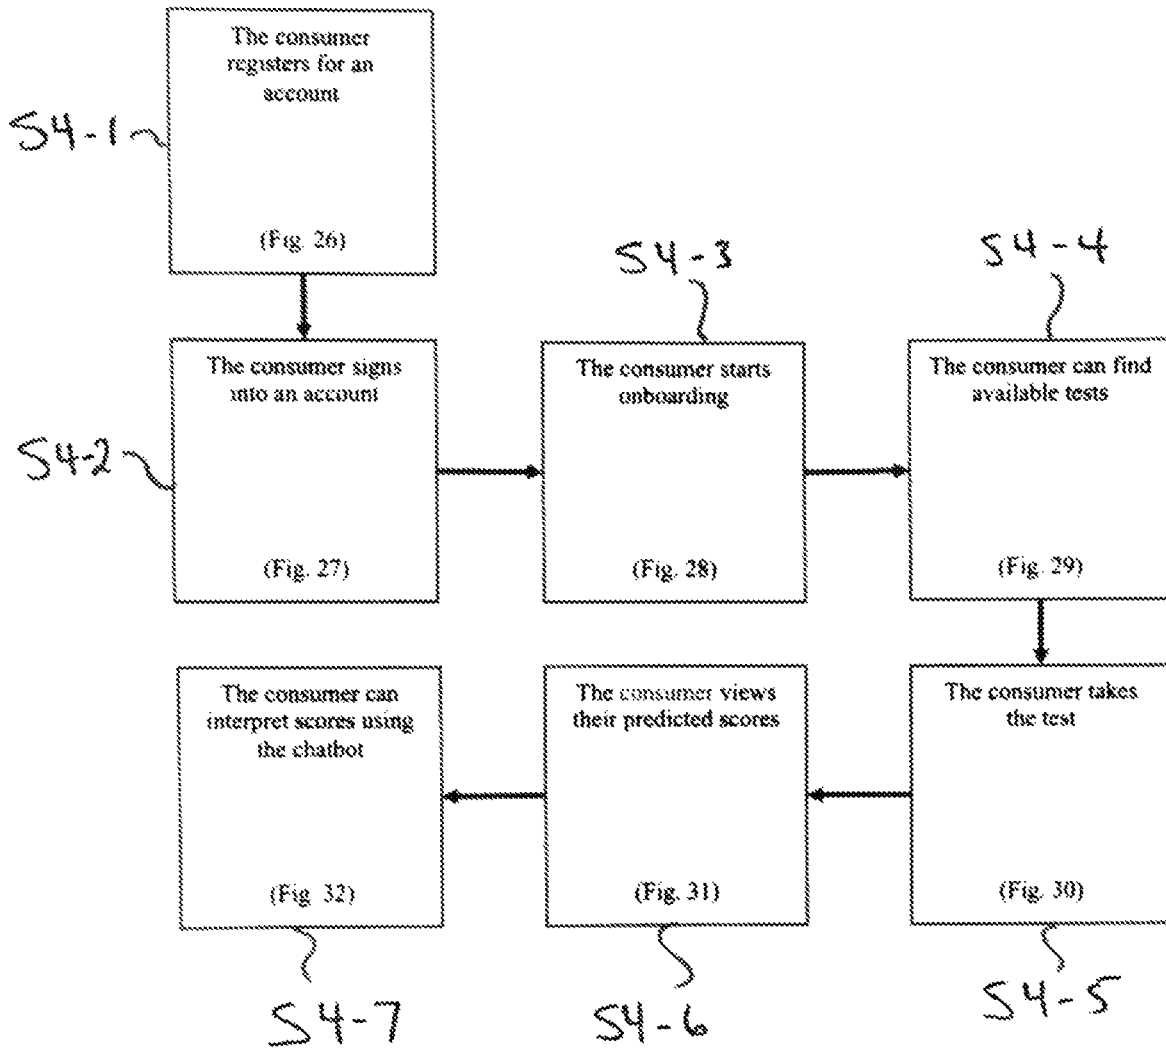 The consumer
registers for an
account
S4-1
(Fig. 26)
S4-3
S4-4
The consumer signs
into an account
S4-2
(Fig. 27)
The consumer starts
onboarding
(Fig. 28)
The consumer can find
available tests
(Fig. 29)
The consumer takes
the test
(Fig. 30)
S4-5
The consumer views
their predicted scores
(Fig. 31)
S4-6
The consumer can
interpret scores using
the chatbot
(Fig. 32)
S4-7